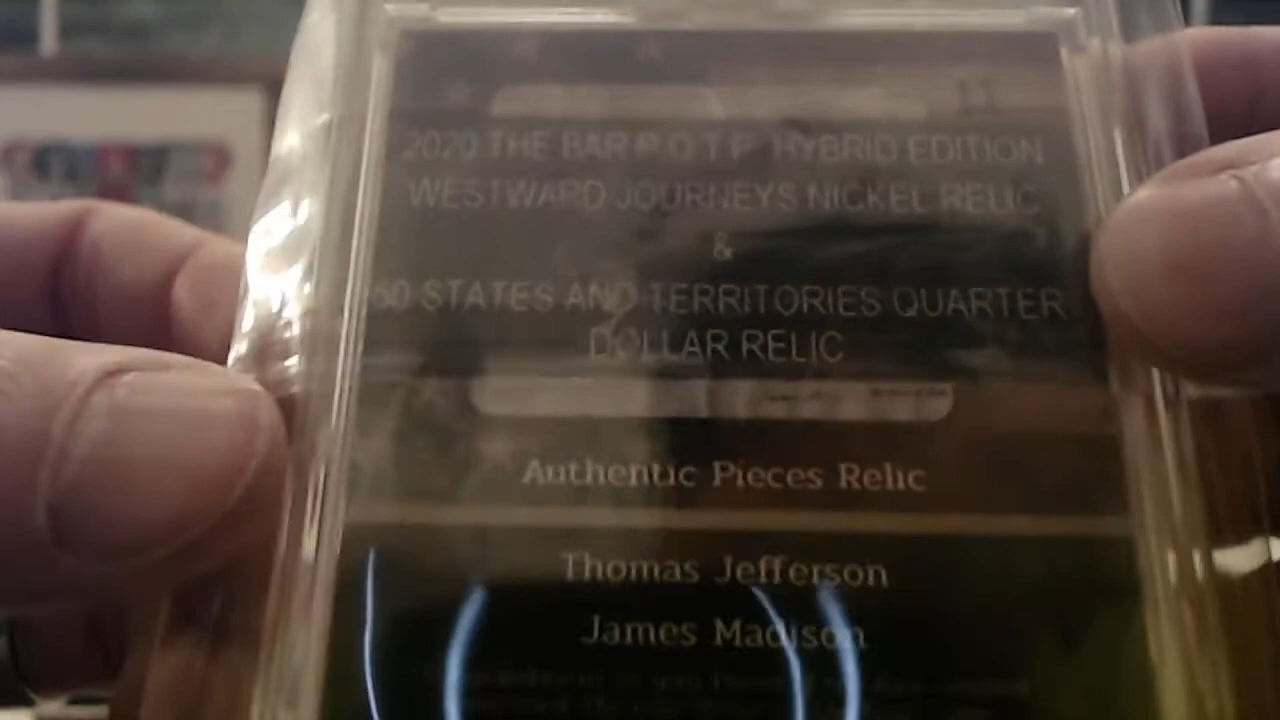 2020 THE BAR P.O.T.P. HYBRID EDITION
WESTWARD JOURNEYS NICKEL RELIC
&
50 STATES AND TERRITORIES QUARTER
DOLLAR RELIC
Authentic Pieces Relic
Thomas Jefferson
James Madison